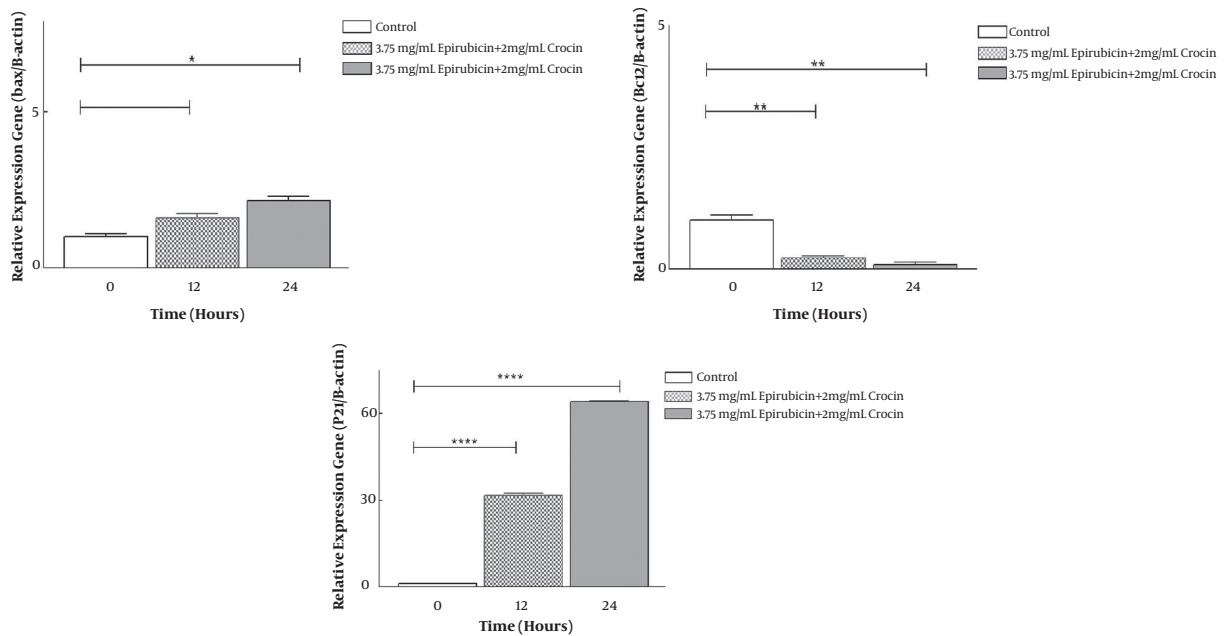 Relative Expression Gene (bax/B-actin)
5
0
*
0 12 24
Time (Hours)
Control
3.75 mg/mL Epirubicin+2mg/mL Crocin
3.75 mg/mL Epirubicin+2mg/mL Crocin
Relative Expression Gene (Bc12/B-actin)
5
0
**
**
0 12 24
Time (Hours)
Control
3.75 mg/mL Epirubicin+2mg/mL Crocin
3.75 mg/mL Epirubicin+2mg/mL Crocin
Relative Expression Gene (P21/B-actin)
60
30
0
****
****
0 12 24
Time (Hours)
Control
3.75 mg/mL Epirubicin+2mg/mL Crocin
3.75 mg/mL Epirubicin+2mg/mL Crocin